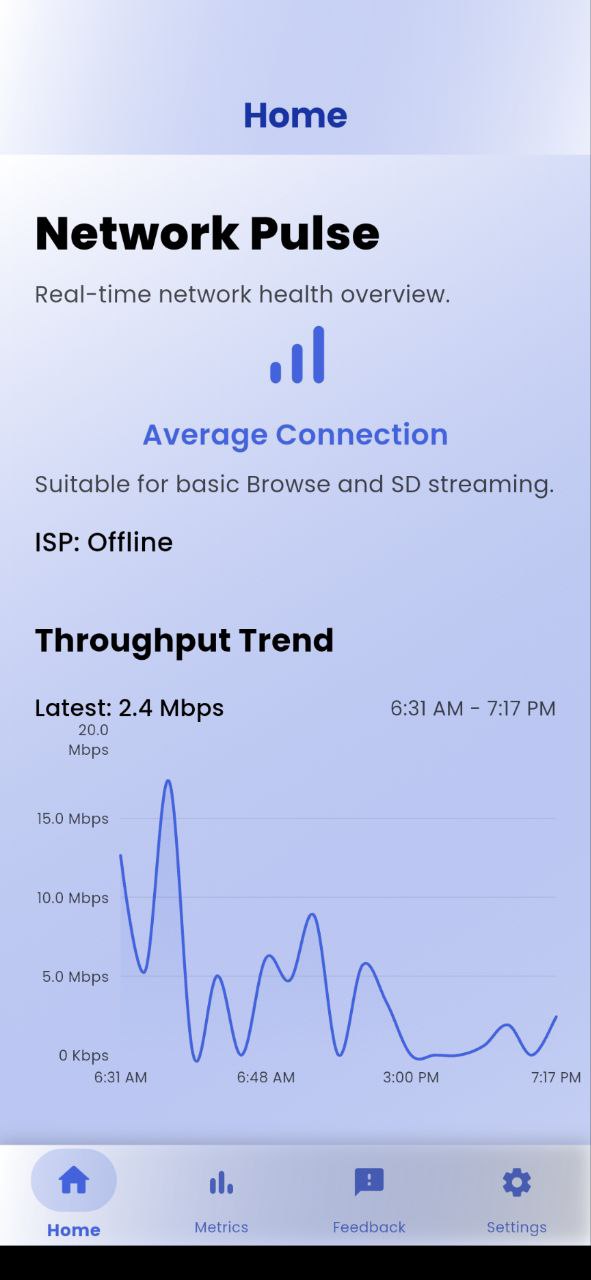 Home
Network Pulse
Real-time network health overview.
Average Connection
Suitable for basic Browse and SD streaming.
ISP: Offline
Throughput Trend
Latest: 2.4 Mbps
6:31 AM - 7:17 PM
20.0
Mbps
15.0 Mbps
10.0 Mbps
5.0 Mbps
0 Kbps
6:31 AM
6:48 AM
3:00 PM
7:17 PM
Home
Metrics
Feedback
Settings